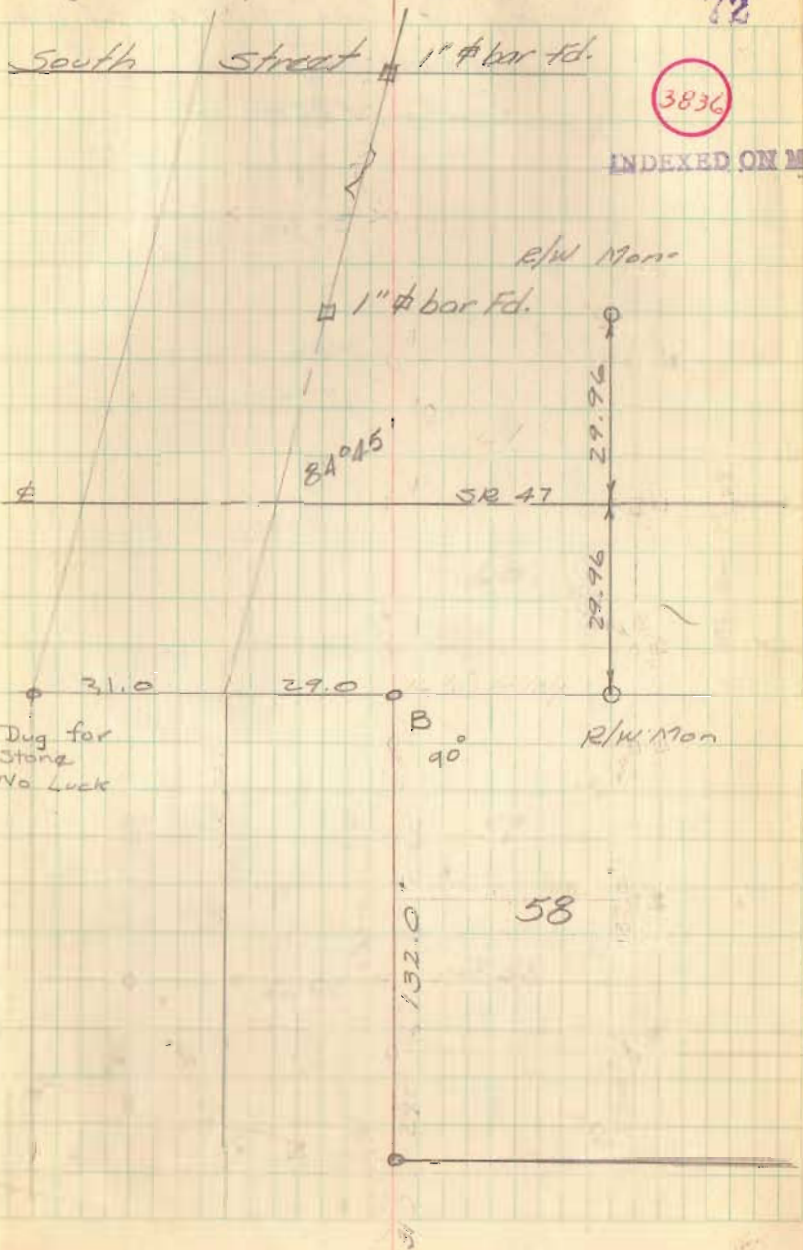 72
South Street 1" ⌀ bar fd.
3836
INDEXED ON M
R/W Mon
1" ⌀ bar Fd.
29.96
84°45'
SR 47
29.96
31.0 29.0
B
90°
R/W Mon
Dug for
Stone
No Luck
132.0'
58